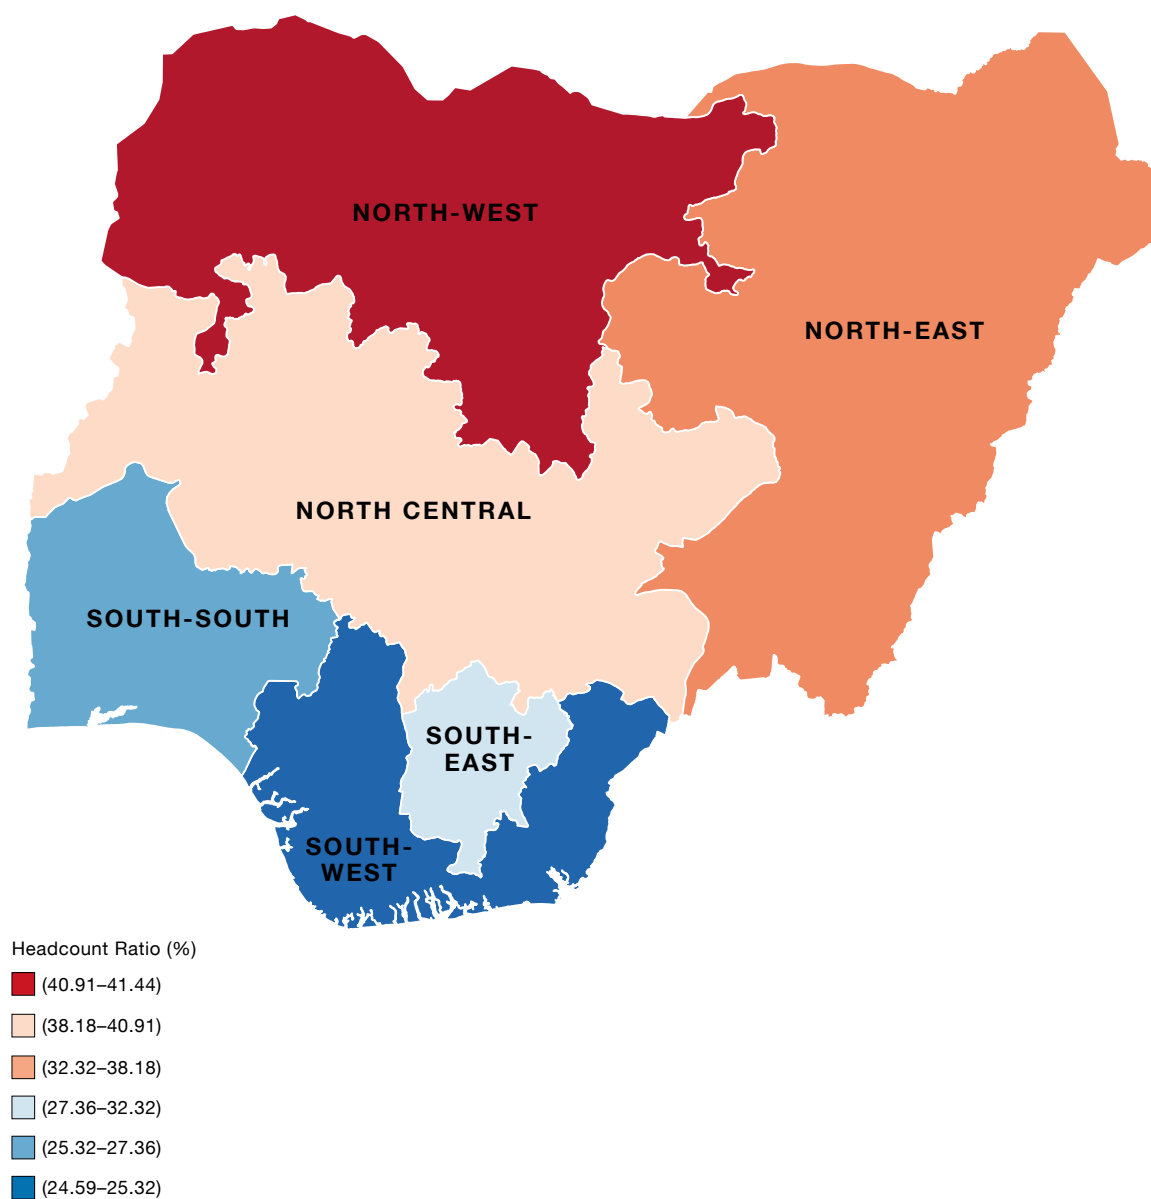 NORTH-WEST
NORTH-EAST
NORTH CENTRAL
SOUTH-SOUTH
SOUTH-
EAST
SOUTH-
WEST
Headcount Ratio (%)
(40.91–41.44)
(38.18–40.91)
(32.32–38.18)
(27.36–32.32)
(25.32–27.36)
(24.59–25.32)